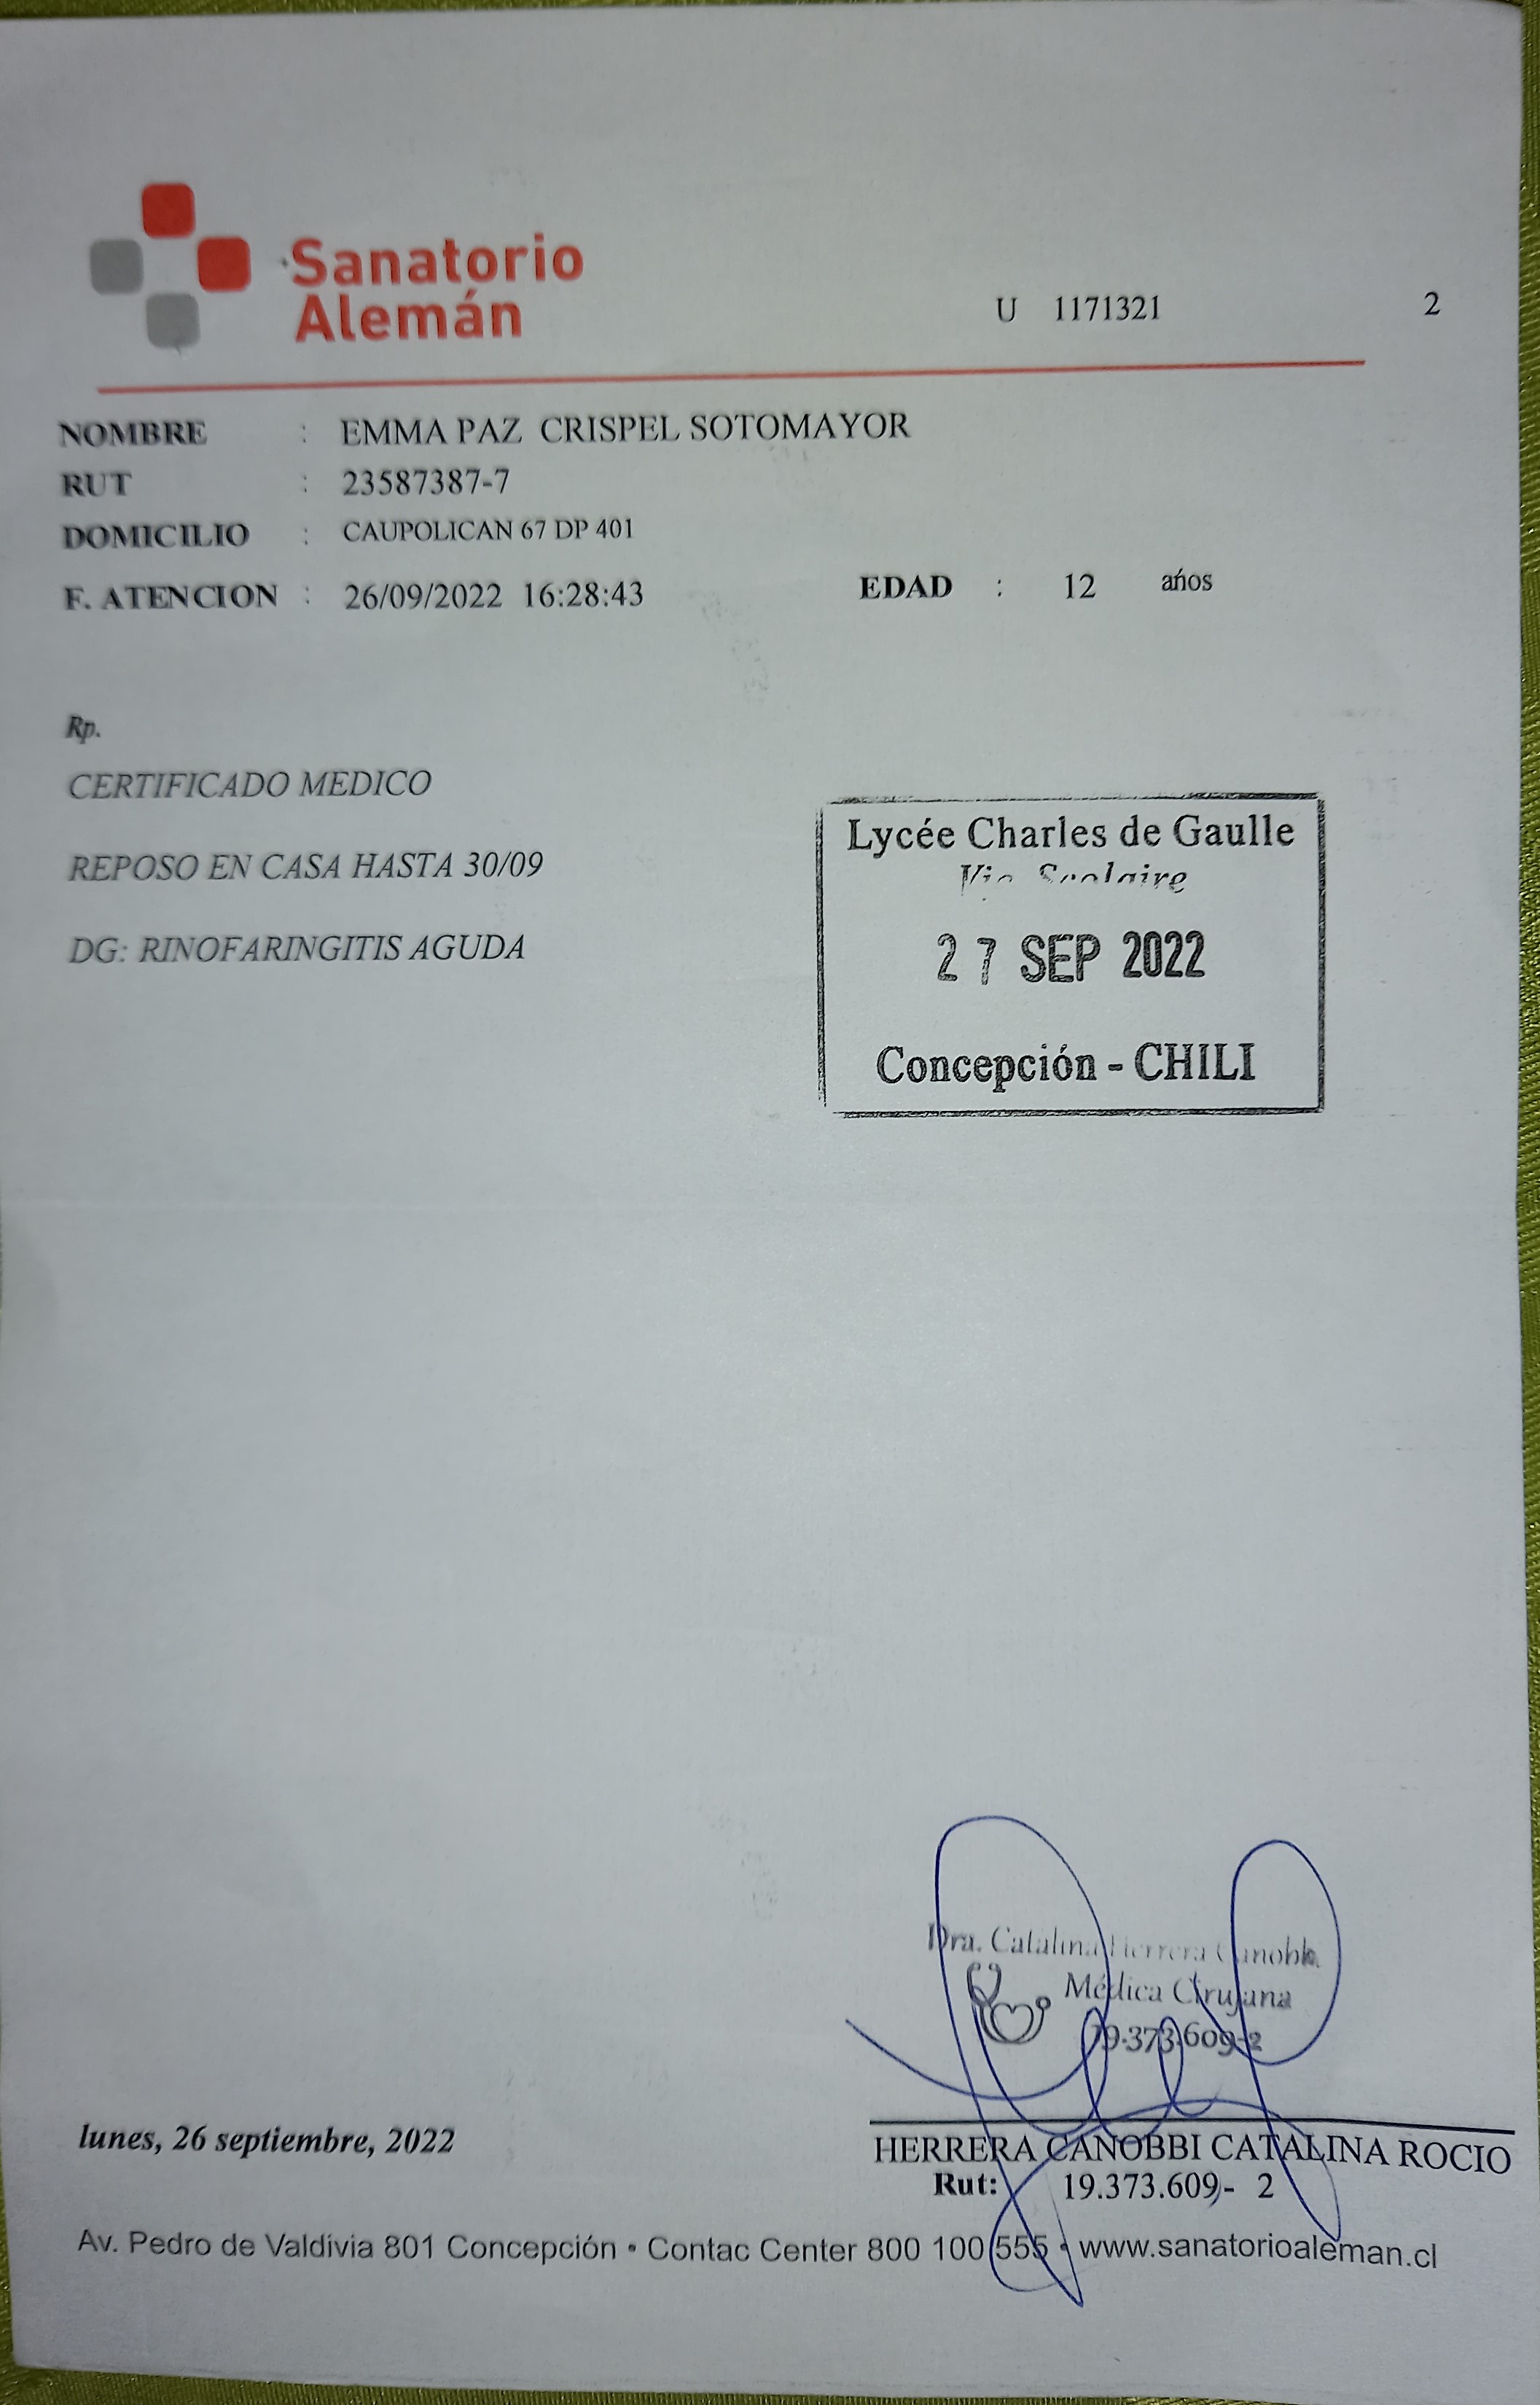 Sanatorio
Alemán
U 1171321 2
NOMBRE : EMMA PAZ CRISPEL SOTOMAYOR
RUT : 23587387-7
DOMICILIO : CAUPOLICAN 67 DP 401
F. ATENCION : 26/09/2022 16:28:43 EDAD : 12 ańos
Rp.
CERTIFICADO MEDICO
REPOSO EN CASA HASTA 30/09
DG: RINOFARINGITIS AGUDA
Lycée Charles de Gaulle
Vie Scolaire
27 SEP 2022
Concepción - CHILI
Dra. Catalina Herrera Canobbi
Médica Cirujana
19.373.609-2
lunes, 26 septiembre, 2022
HERRERA CANOBBI CATALINA ROCIO
Rut: 19.373.609- 2
Av. Pedro de Valdivia 801 Concepción • Contac Center 800 100 555 • www.sanatorioaleman.cl